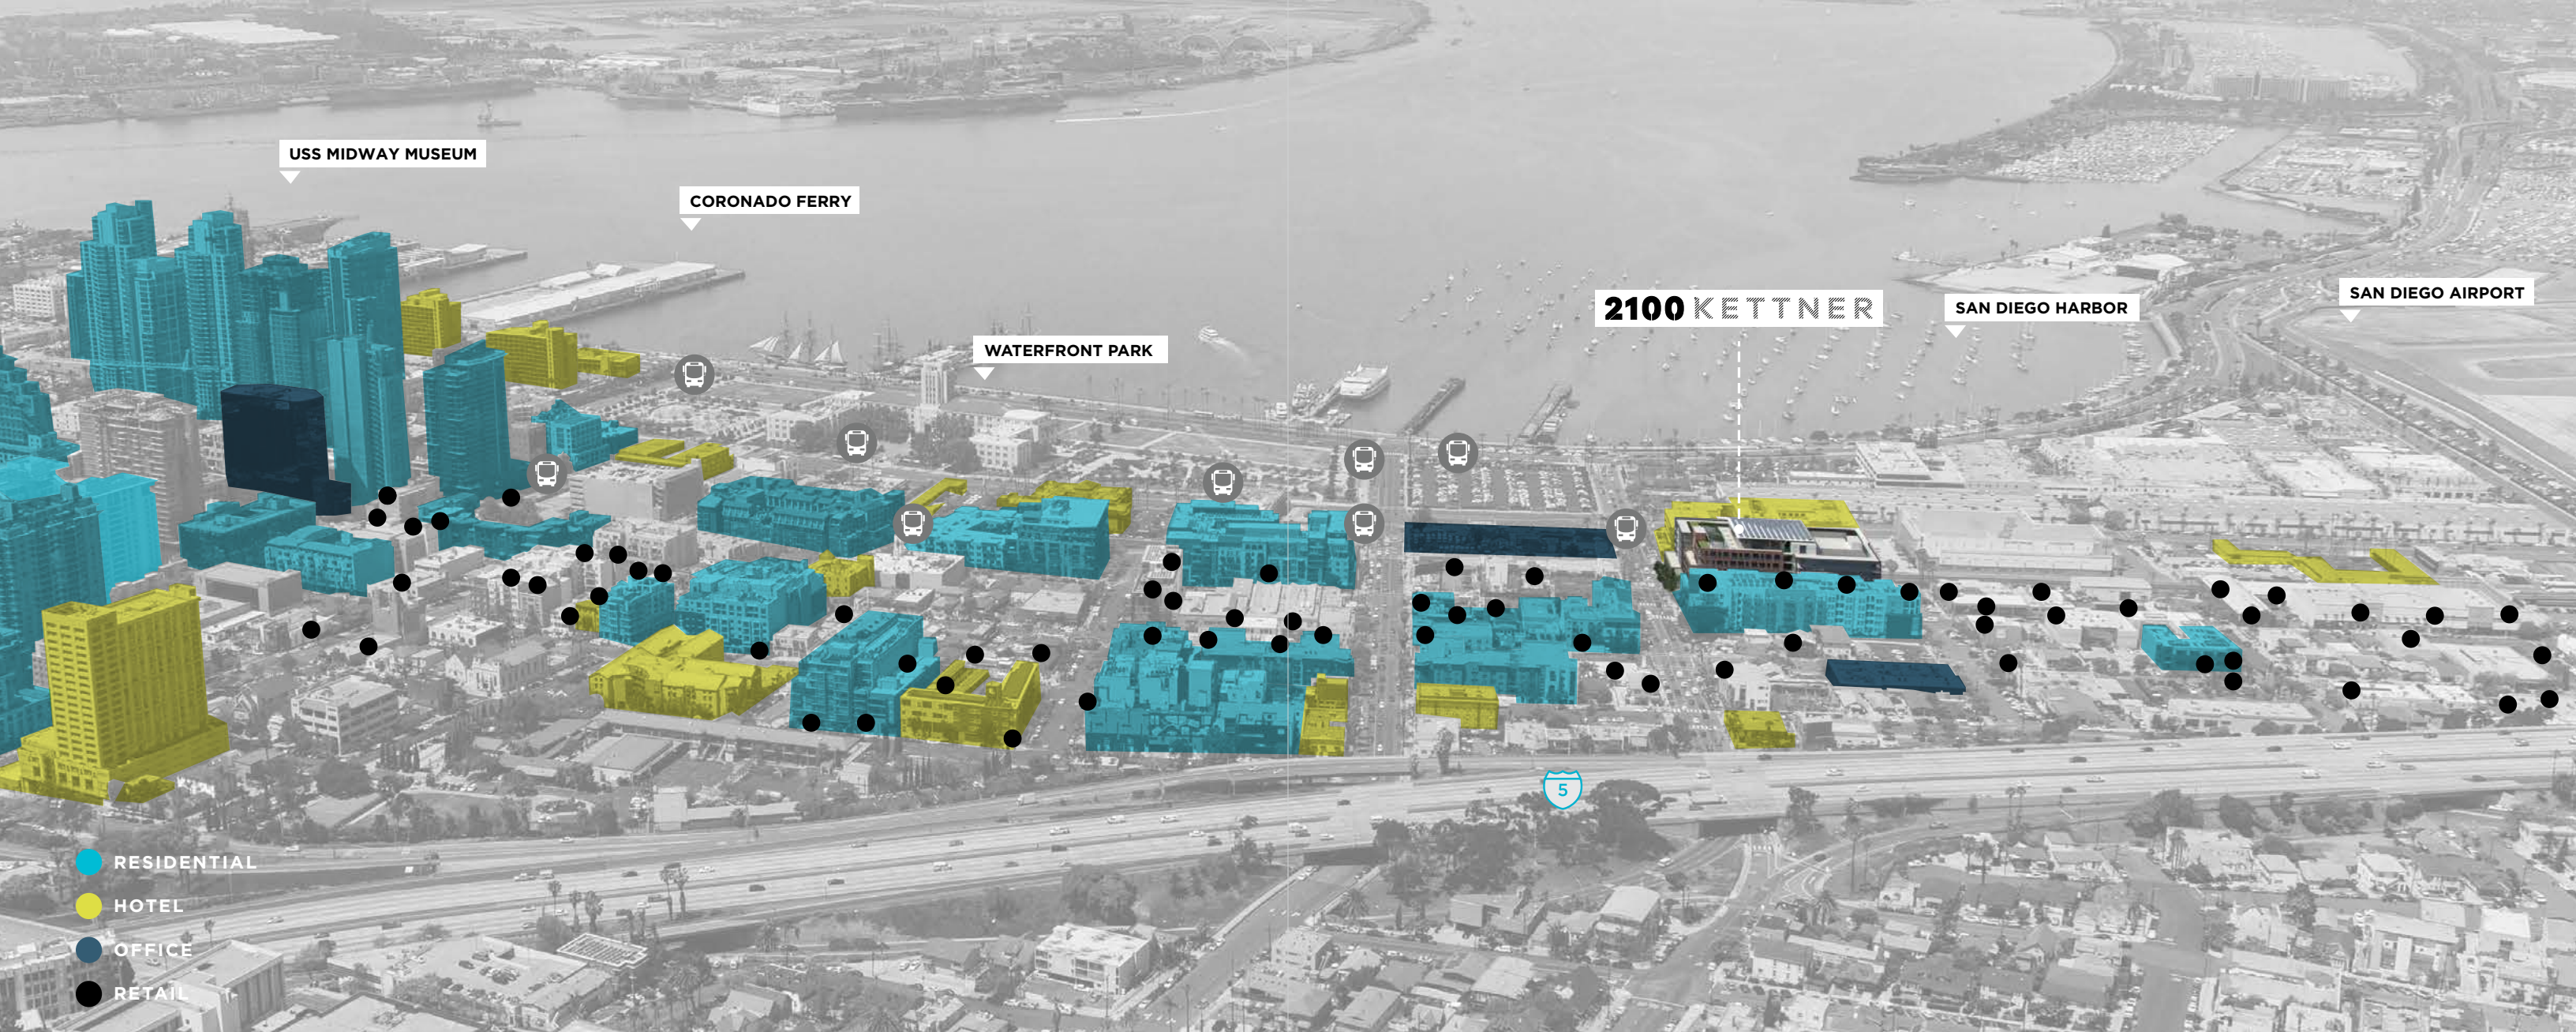 USS MIDWAY MUSEUM
CORONADO FERRY
WATERFRONT PARK
2100 KETTNER
SAN DIEGO HARBOR
SAN DIEGO AIRPORT
5
RESIDENTIAL
HOTEL
OFFICE
RETAIL